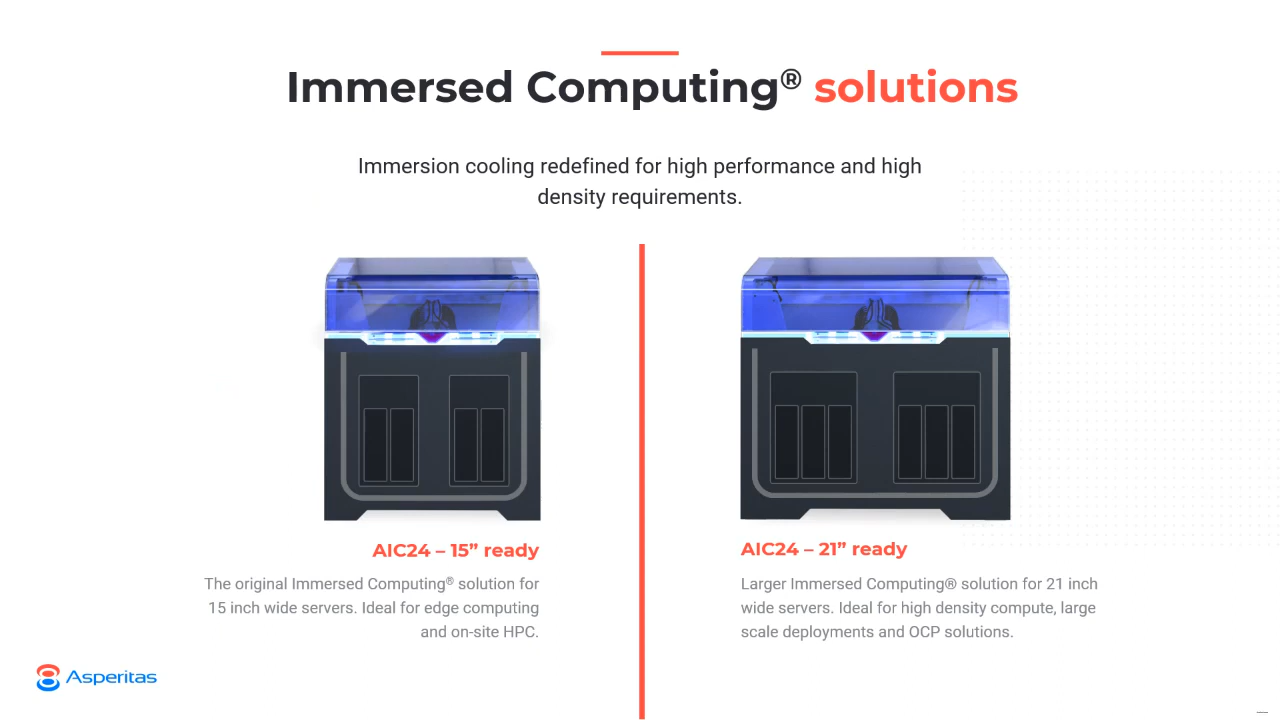 Immersed Computing® solutions
Immersion cooling redefined for high performance and high
density requirements.
AIC24 – 15” ready
The original Immersed Computing® solution for
15 inch wide servers. Ideal for edge computing
and on-site HPC.
AIC24 – 21” ready
Larger Immersed Computing® solution for 21 inch
wide servers. Ideal for high density compute, large
scale deployments and OCP solutions.
Asperitas